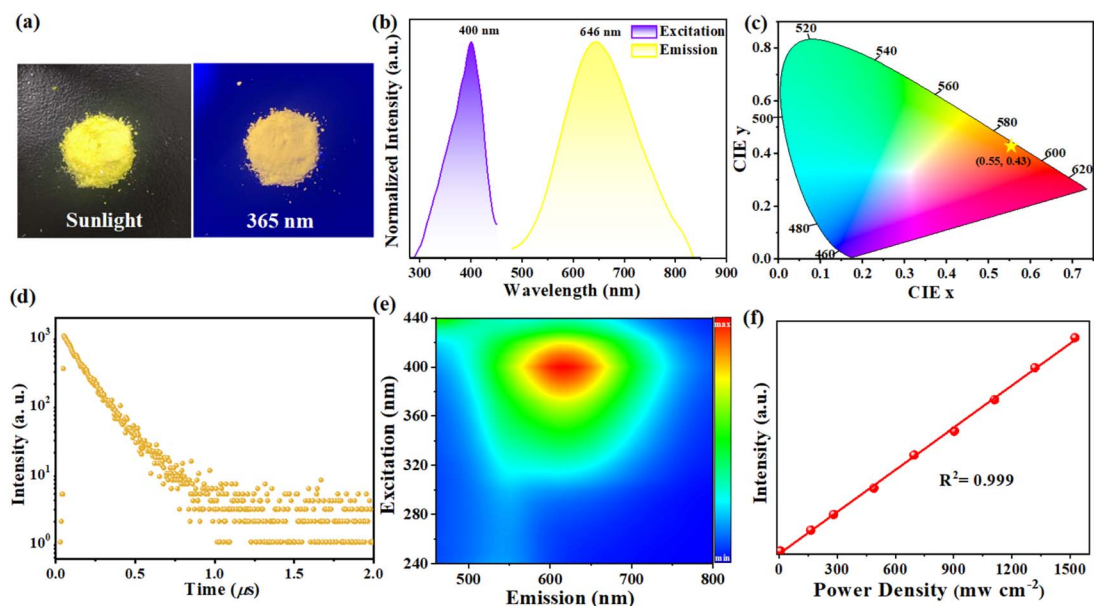 (a)
Sunlight
365 nm
(b)
400 nm
646 nm
Excitation
Emission
Normalized Intensity (a.u.)
300 400 500 600 700 800 900
Wavelength (nm)
(c)
0.8
0.6
0.4
0.2
0.0
520
540
560
580
600
620
500
480
460
(0.55, 0.43)
CIE y
0.0 0.1 0.2 0.3 0.4 0.5 0.6 0.7
CIE x
(d)
10³
10²
10¹
10⁰
Intensity (a. u.)
0.0 0.5 1.0 1.5 2.0
Time (μs)
(e)
440
400
360
320
280
240
Excitation (nm)
max
min
500 600 700 800
Emission (nm)
(f)
Intensity (a.u.)
R²= 0.999
0 300 600 900 1200 1500
Power Density (mw cm⁻²)